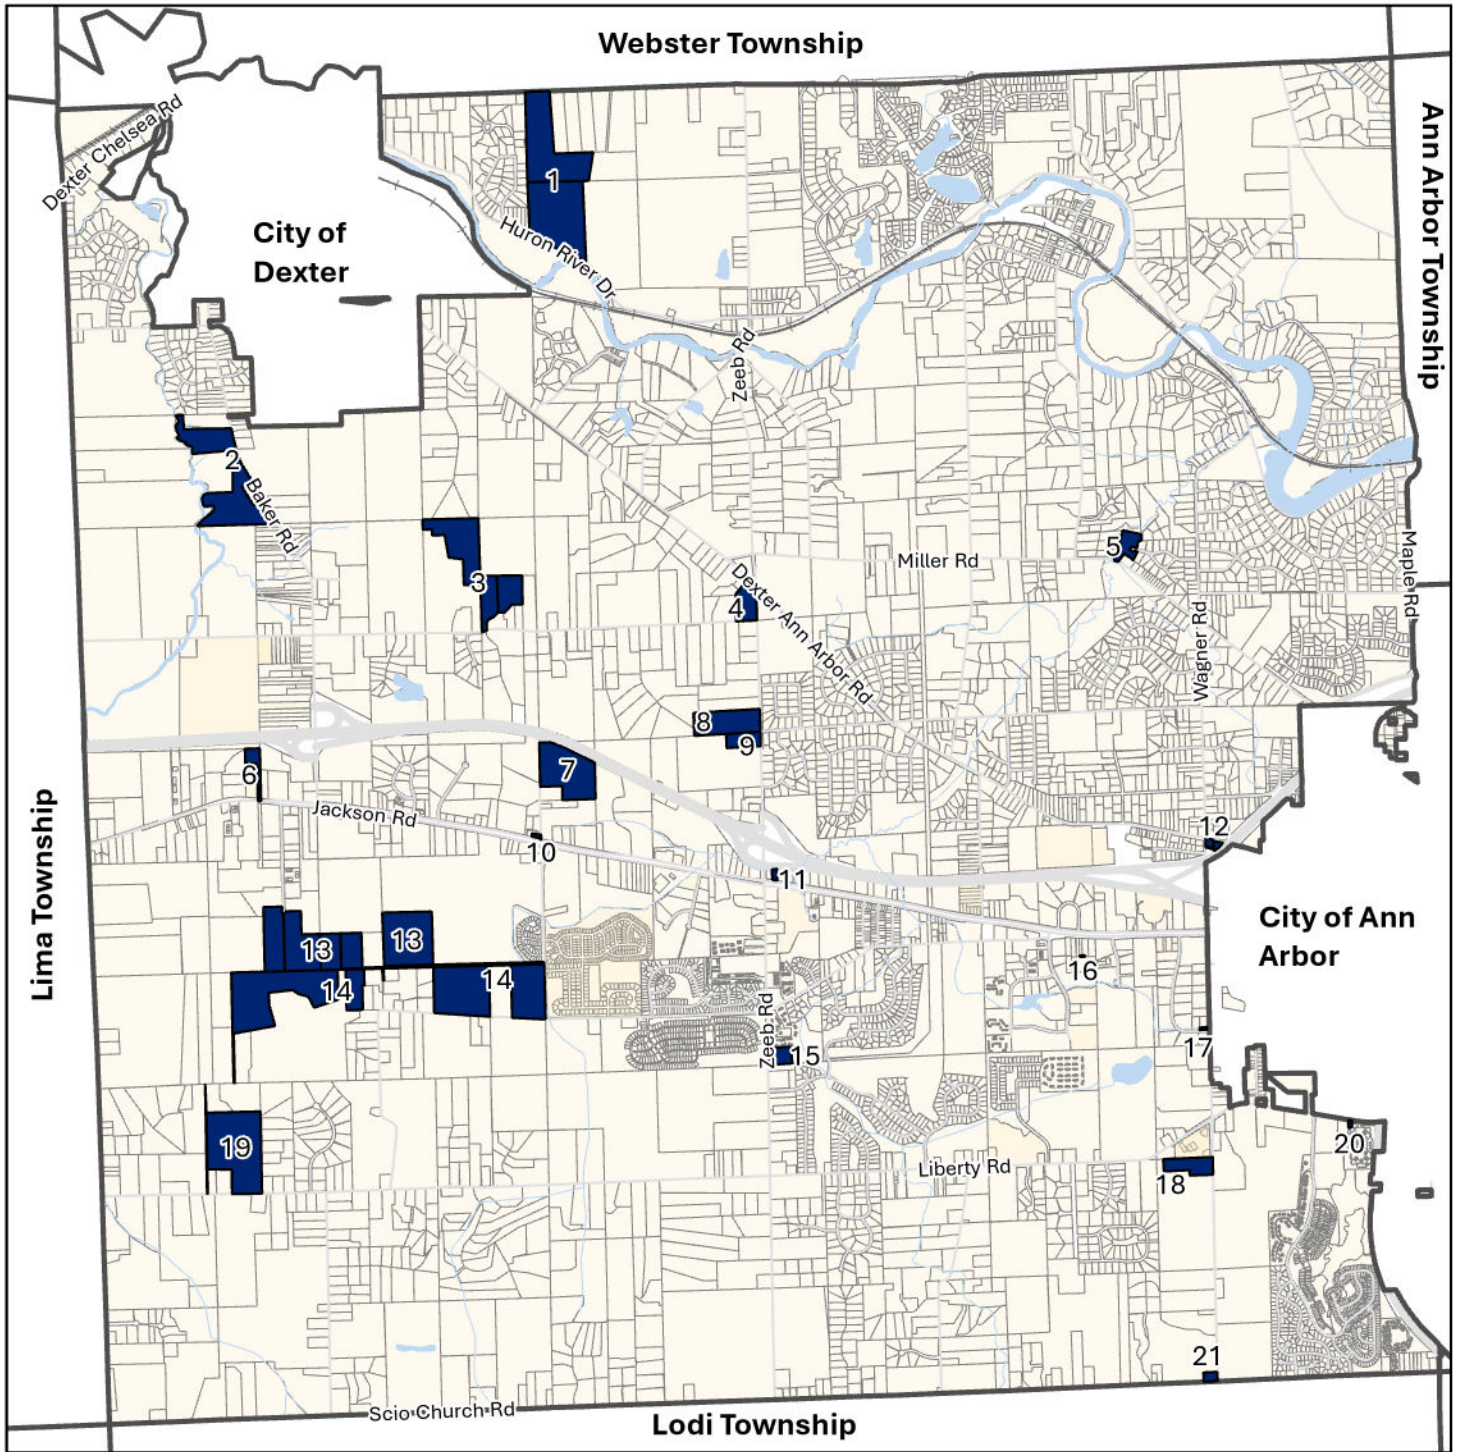 Webster Township
Dexter Chelsea Rd
Ann Arbor Township
1
City of
Dexter
Huron River Dr
Zeeb Rd
2
Baker Rd
Miller Rd
5
Maple Rd
3
Dexter Ann Arbor Rd
4
Wagner Rd
8
9
6
7
Jackson Rd
Lima Township
10
12
11
City of Ann
Arbor
13
13
14
14
16
Zeeb Rd
15
17
19
20
Liberty Rd
18
21
Scio Church Rd
Lodi Township